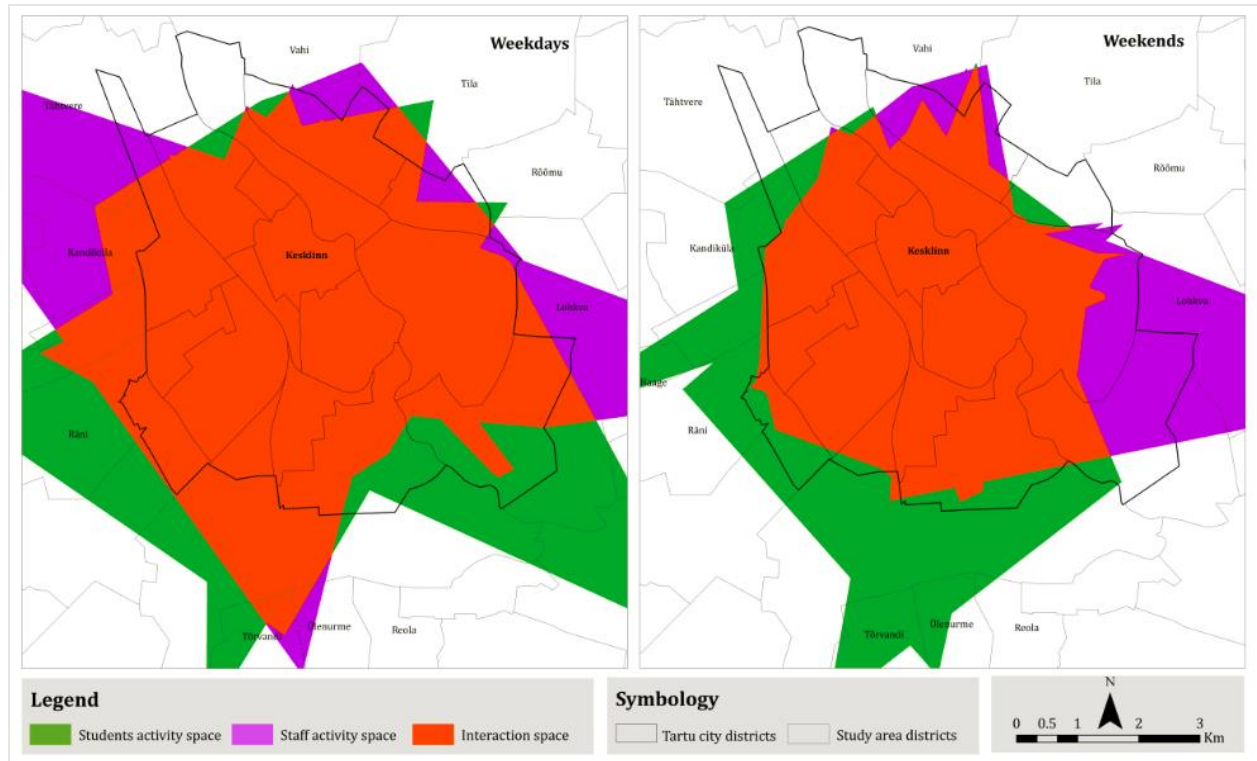 Weekdays
Vahi
Tila
Tähtvere
Rõõmu
Kandiküla
Kesklinn
Lohkva
Räni
Tõrvandi
Ülenurme
Reola
Weekends
Vahi
Tila
Tähtvere
Rõõmu
Kandiküla
Kesklinn
Lohkva
Haage
Räni
Ülenurme
Tõrvandi
Reola
Legend
Students activity space
Staff activity space
Interaction space
Symbology
Tartu city districts
Study area districts
N
0 0.5 1 2 3
Km